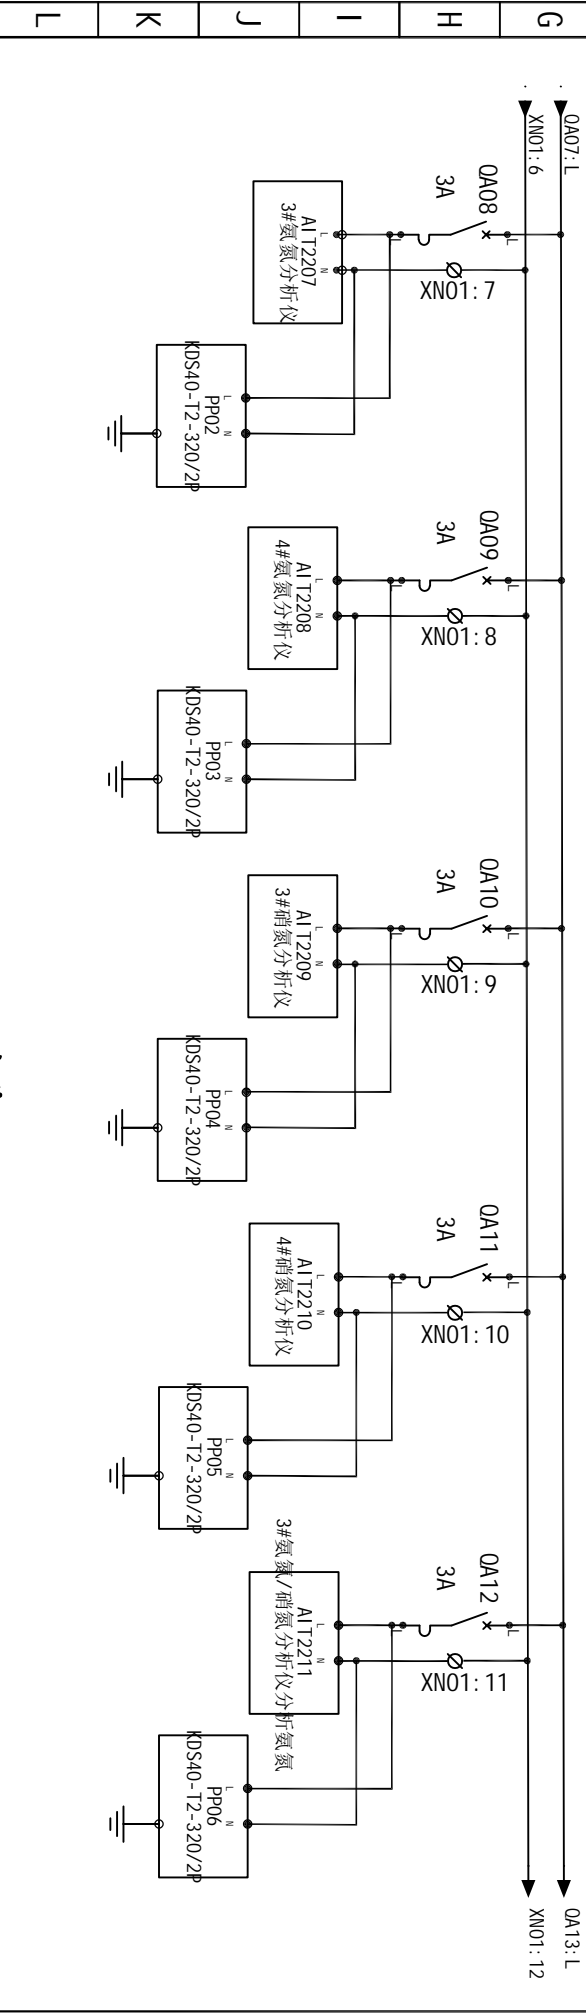 G
H
I
J
K
L
QA07:L
XN01:6
QA08
3A
L
XN01:7
L
N
AIT2207
3#氨氮分析仪
L
N
PP02
KDS40-T2-320/2P
QA09
3A
L
XN01:8
L
N
AIT2208
4#氨氮分析仪
L
N
PP03
KDS40-T2-320/2P
QA10
3A
L
XN01:9
L
N
AIT2209
3#硝氮分析仪
L
N
PP04
KDS40-T2-320/2P
QA11
3A
L
XN01:10
L
N
AIT2210
4#硝氮分析仪
L
N
PP05
KDS40-T2-320/2P
QA12
3A
L
XN01:11
L
N
AIT2211
3#氨氮/硝氮分析仪分析氨氮
L
N
PP06
KDS40-T2-320/2P
QA13:L
XN01:12